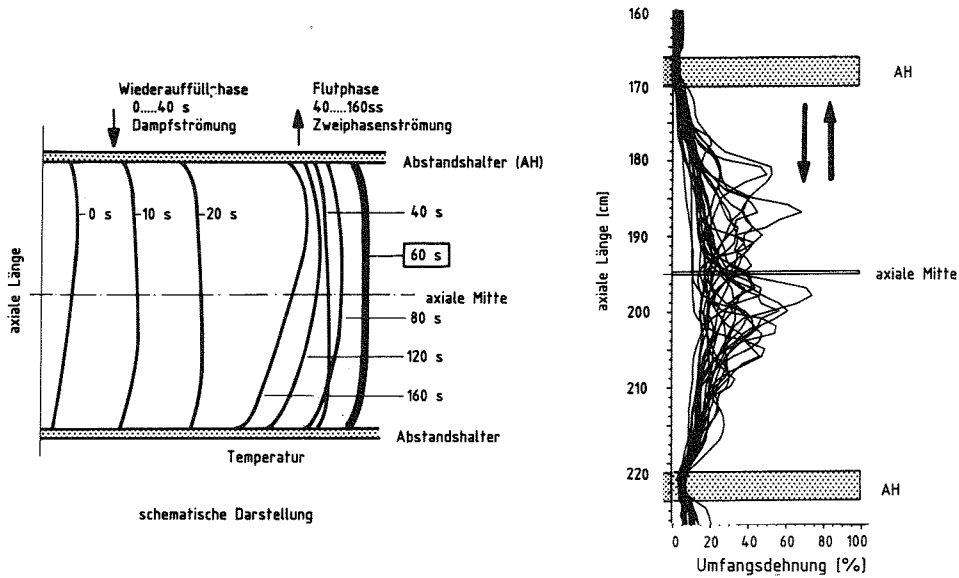 Wiederauffüllphase
0.....40 s
Dampfströmung
Flutphase
40....160ss
Zweiphasenströmung
Abstandshalter (AH)
0 s
10 s
20 s
40 s
60 s
axiale Länge
axiale Mitte
80 s
120 s
160 s
Abstandshalter
Temperatur
schematische Darstellung
160
AH
170
180
190
axiale Länge [cm]
axiale Mitte
200
210
220
AH
0 20 40 60 80 100
Umfangsdehnung [%]